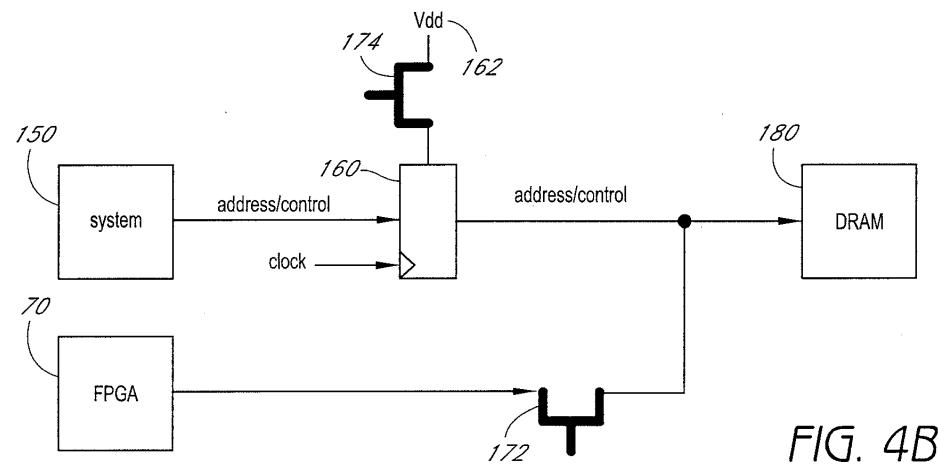 Vdd
174
162
150
160
180
system
address/control
address/control
DRAM
clock
70
FPGA
172
FIG. 4B